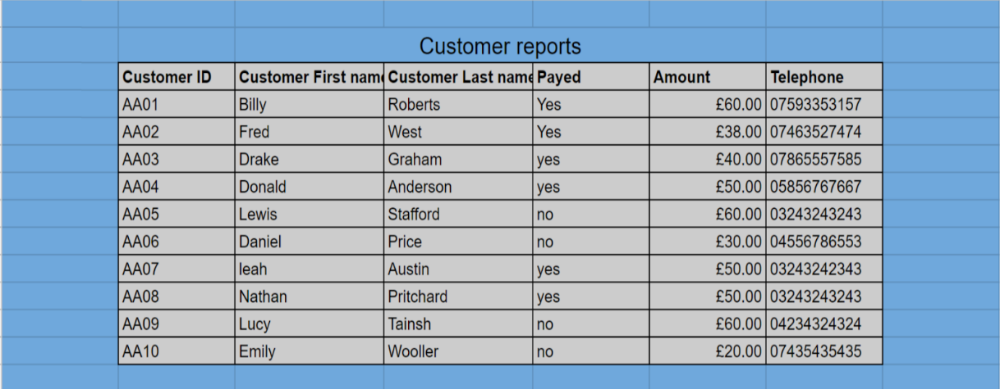 Customer reports
Customer ID Customer First name Customer Last name Payed Amount Telephone
AA01 Billy Roberts Yes £60.00 07593353157
AA02 Fred West Yes £38.00 07463527474
AA03 Drake Graham yes £40.00 07865557585
AA04 Donald Anderson yes £50.00 05856767667
AA05 Lewis Stafford no £60.00 03243243243
AA06 Daniel Price no £30.00 04556786553
AA07 leah Austin yes £50.00 03243242343
AA08 Nathan Pritchard yes £50.00 03243243243
AA09 Lucy Tainsh no £60.00 04234324324
AA10 Emily Wooller no £20.00 07435435435